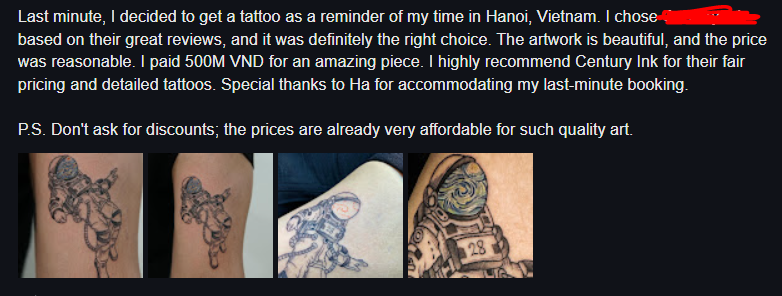 Last minute, I decided to get a tattoo as a reminder of my time in Hanoi, Vietnam. I chose
based on their great reviews, and it was definitely the right choice. The artwork is beautiful, and the price
was reasonable. I paid 500M VND for an amazing piece. I highly recommend Century Ink for their fair
pricing and detailed tattoos. Special thanks to Ha for accommodating my last-minute booking.
P.S. Don't ask for discounts; the prices are already very affordable for such quality art.
28